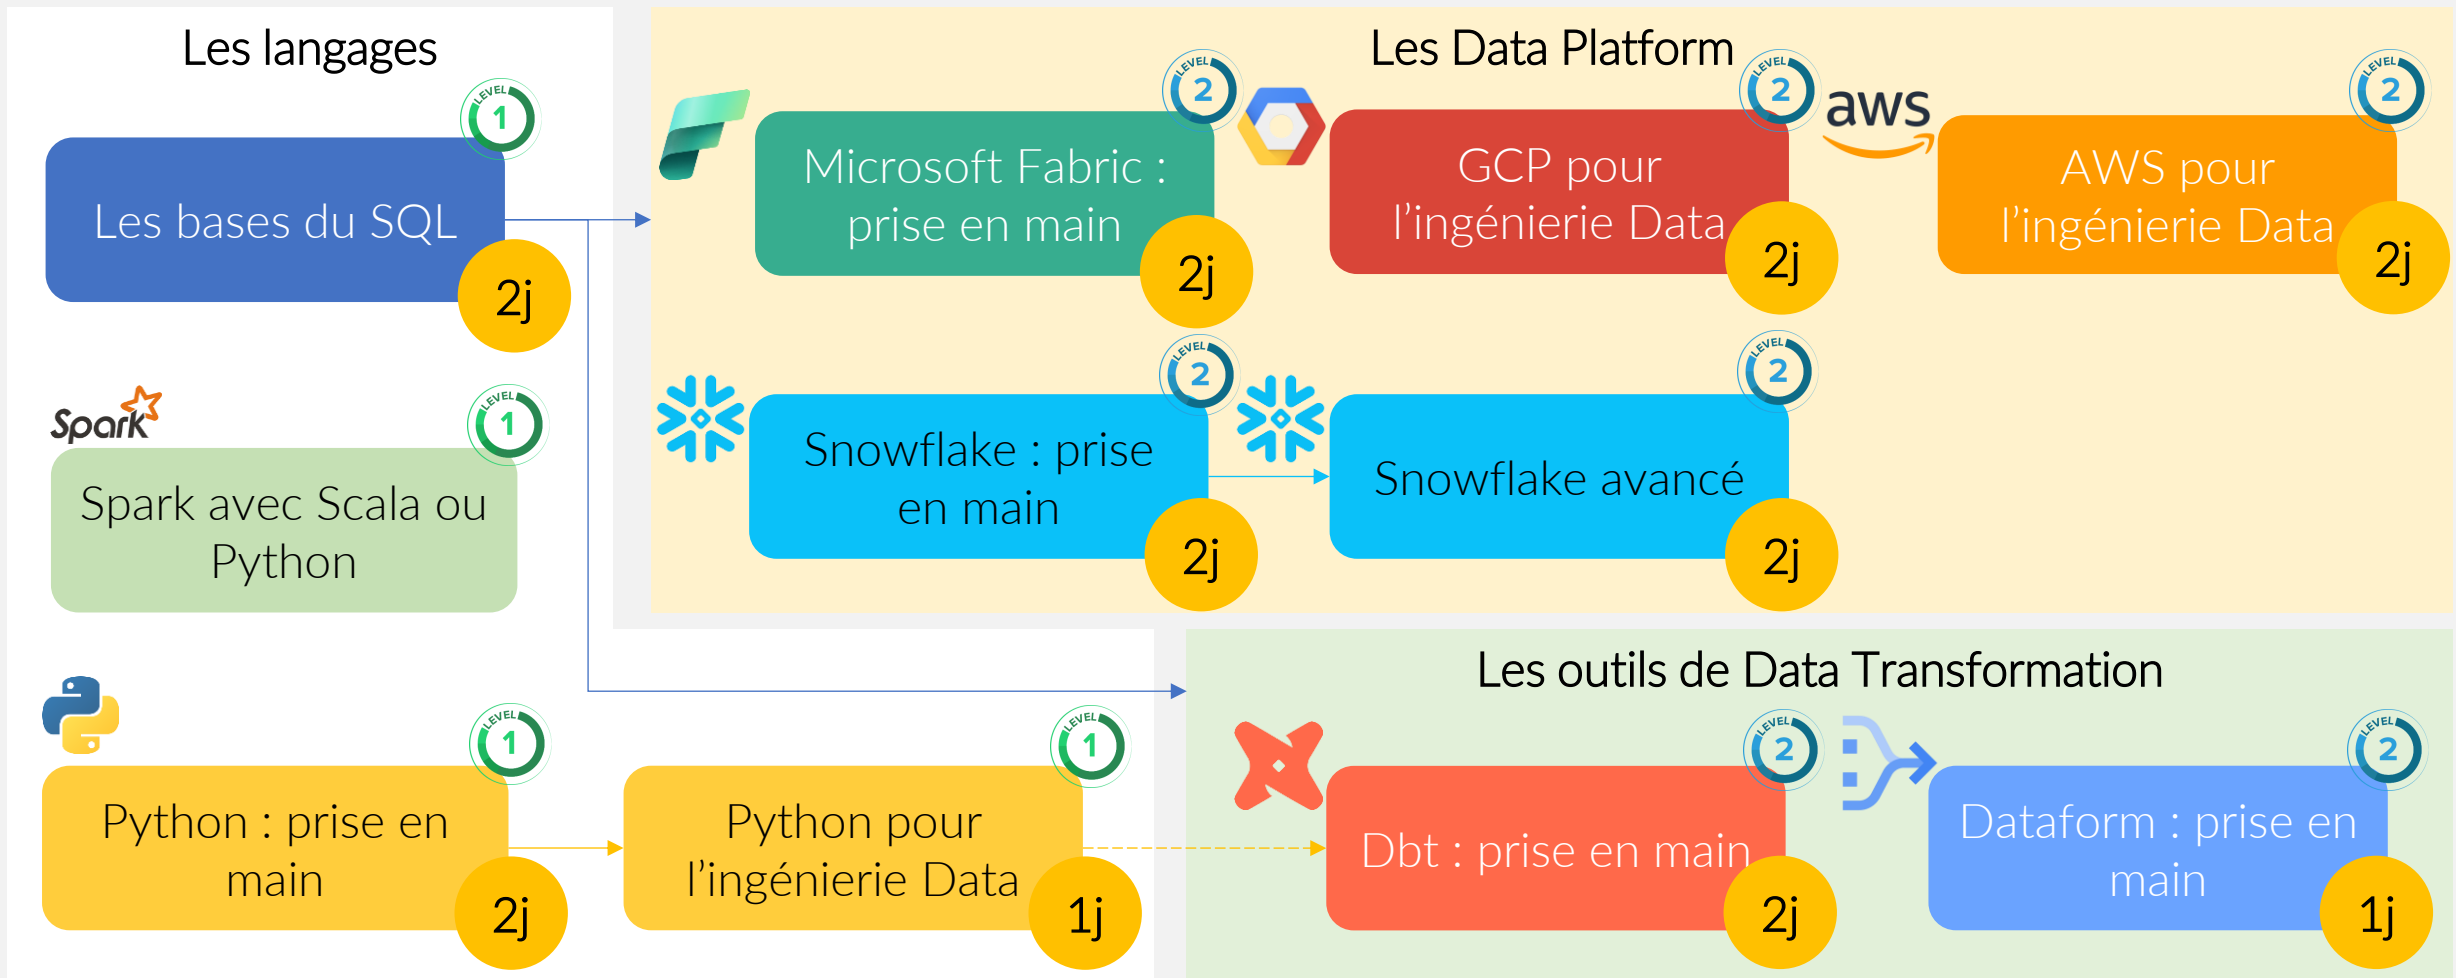 Les langages
LEVEL
1
Les bases du SQL
2j
Spark
LEVEL
1
Spark avec Scala ou
Python
LEVEL
1
Python : prise en
main
2j
LEVEL
1
Python pour
l’ingénierie Data
1j
Les Data Platform
LEVEL
2
Microsoft Fabric :
prise en main
2j
LEVEL
2
GCP pour
l’ingénierie Data
2j
aws
LEVEL
2
AWS pour
l’ingénierie Data
2j
LEVEL
2
Snowflake : prise
en main
2j
LEVEL
2
Snowflake avancé
2j
Les outils de Data Transformation
LEVEL
2
Dbt : prise en main
2j
LEVEL
2
Dataform : prise en
main
1j